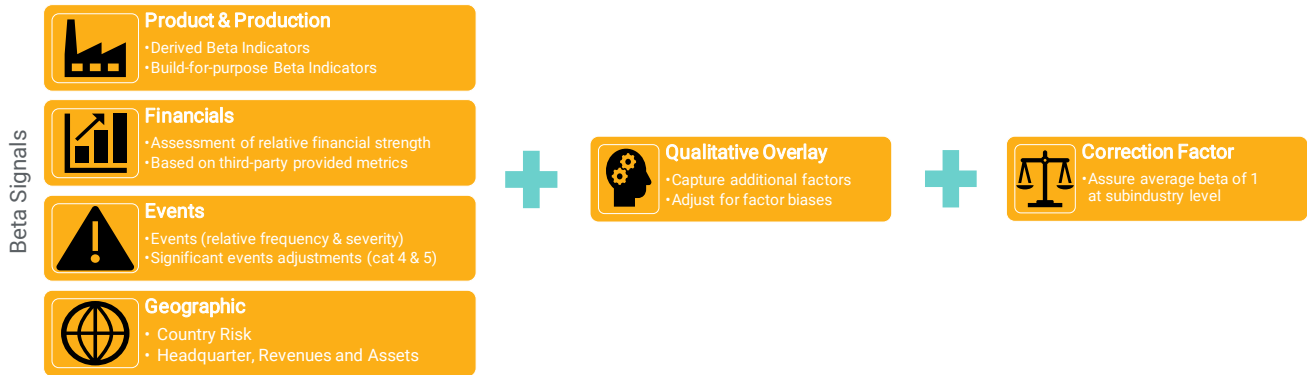 Beta Signals
Product & Production
•Derived Beta Indicators
•Build-for-purpose Beta Indicators
Financials
•Assessment of relative financial strength
•Based on third-party provided metrics
Events
•Events (relative frequency & severity)
•Significant events adjustments (cat 4 & 5)
Geographic
• Country Risk
• Headquarter, Revenues and Assets
Qualitative Overlay
•Capture additional factors
•Adjust for factor biases
Correction Factor
•Assure average beta of 1
at subindustry level